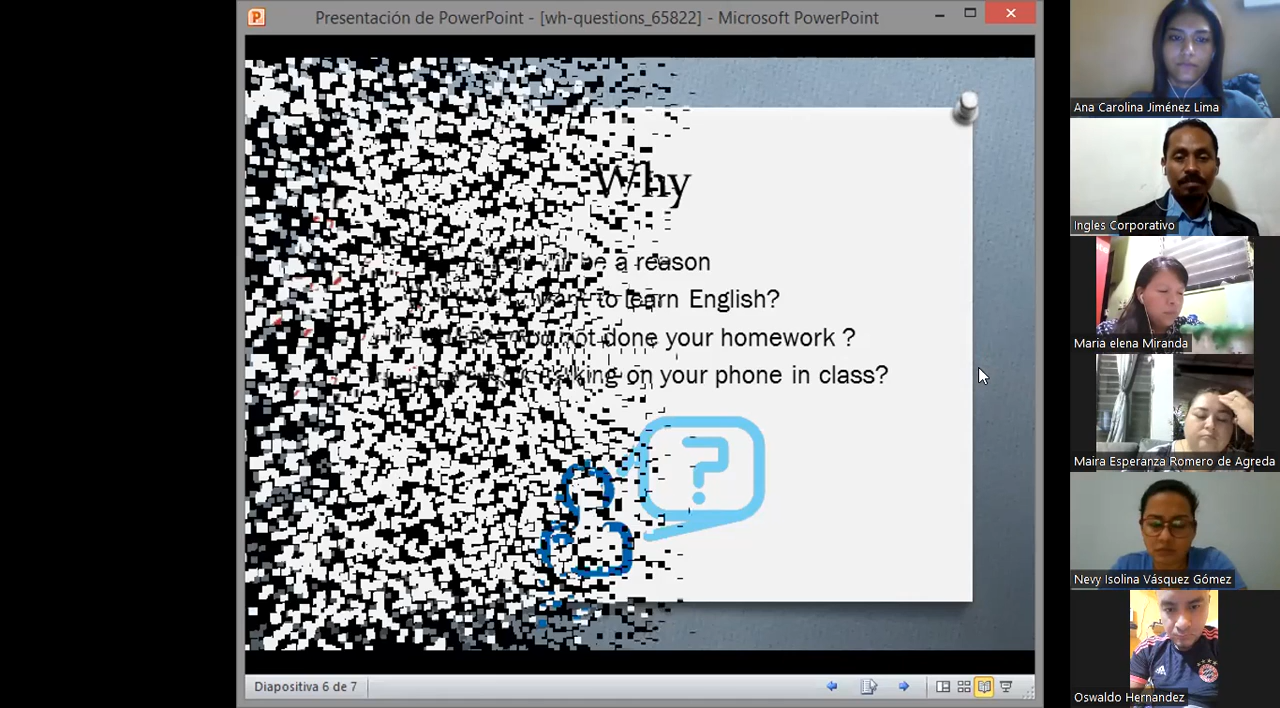 Presentación de PowerPoint - [wh-questions_65822] - Microsoft PowerPoint
Why
be a reason
want to learn English?
not done your homework ?
talking on your phone in class?
?
Diapositiva 6 de 7
Ana Carolina Jiménez Lima
Ingles Corporativo
Maria elena Miranda
Maira Esperanza Romero de Agreda
Nevy Isolina Vásquez Gómez
Oswaldo Hernandez